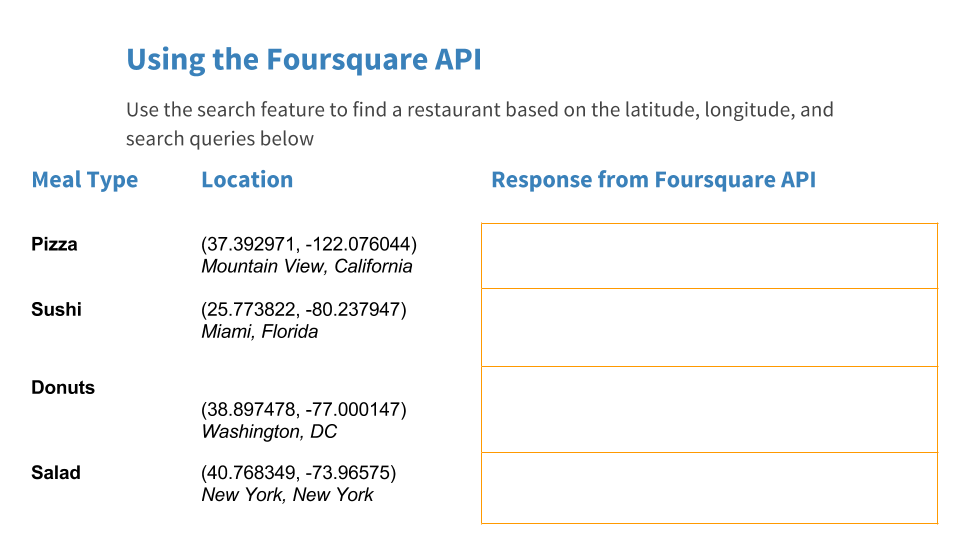 Using the Foursquare API
Use the search feature to find a restaurant based on the latitude, longitude, and
search queries below
Meal Type Location Response from Foursquare API
Pizza (37.392971, -122.076044)
Mountain View, California
Sushi (25.773822, -80.237947)
Miami, Florida
Donuts
(38.897478, -77.000147)
Washington, DC
Salad (40.768349, -73.96575)
New York, New York